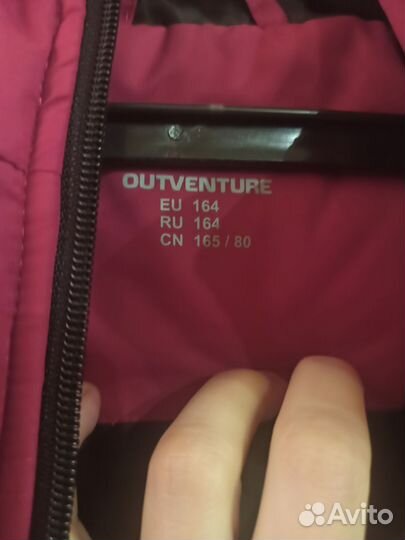 OUTVENTURE
EU 164
RU 164
CN 165 / 80
Avito